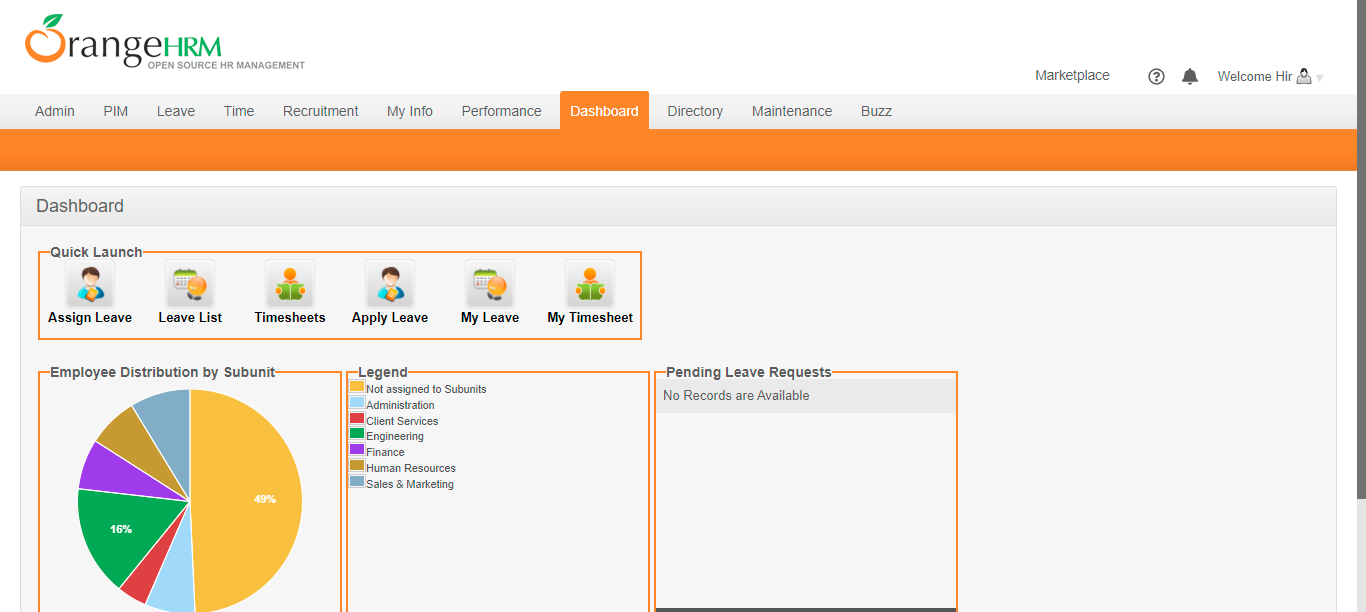 OrangeHRM
OPEN SOURCE HR MANAGEMENT
Marketplace ? Welcome Hir
Admin PIM Leave Time Recruitment My Info Performance Dashboard Directory Maintenance Buzz
Dashboard
Quick Launch
Assign Leave Leave List Timesheets Apply Leave My Leave My Timesheet
Employee Distribution by Subunit
49%
16%
Legend
Not assigned to Subunits
Administration
Client Services
Engineering
Finance
Human Resources
Sales & Marketing
Pending Leave Requests
No Records are Available